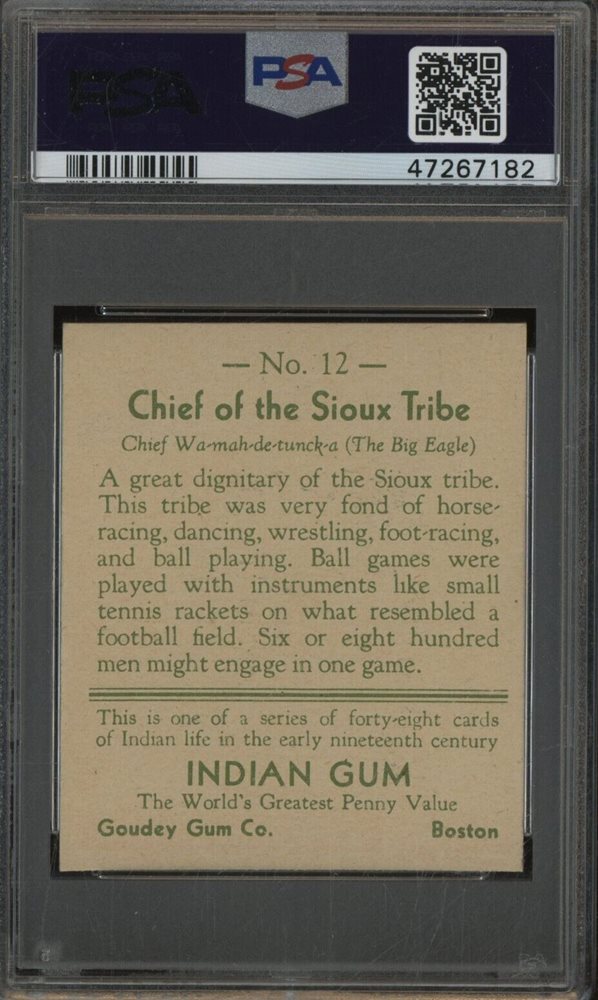 PSA
PSA
47267182
— No. 12 —
Chief of the Sioux Tribe
Chief Wa-mah-de-tunck-a (The Big Eagle)
A great dignitary of the Sioux tribe.
This tribe was very fond of horse-
racing, dancing, wrestling, foot-racing,
and ball playing. Ball games were
played with instruments like small
tennis rackets on what resembled a
football field. Six or eight hundred
men might engage in one game.
This is one of a series of forty-eight cards
of Indian life in the early nineteenth century
INDIAN GUM
The World's Greatest Penny Value
Goudey Gum Co. Boston